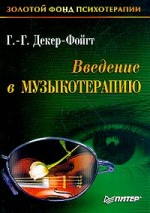 ЗОЛОТОЙ ФОНД ПСИХОТЕРАПИИ
Г.-Г. Декер-Фойгт
Введение
в МУЗЫКОТЕРАПИЮ
ПИТЕР